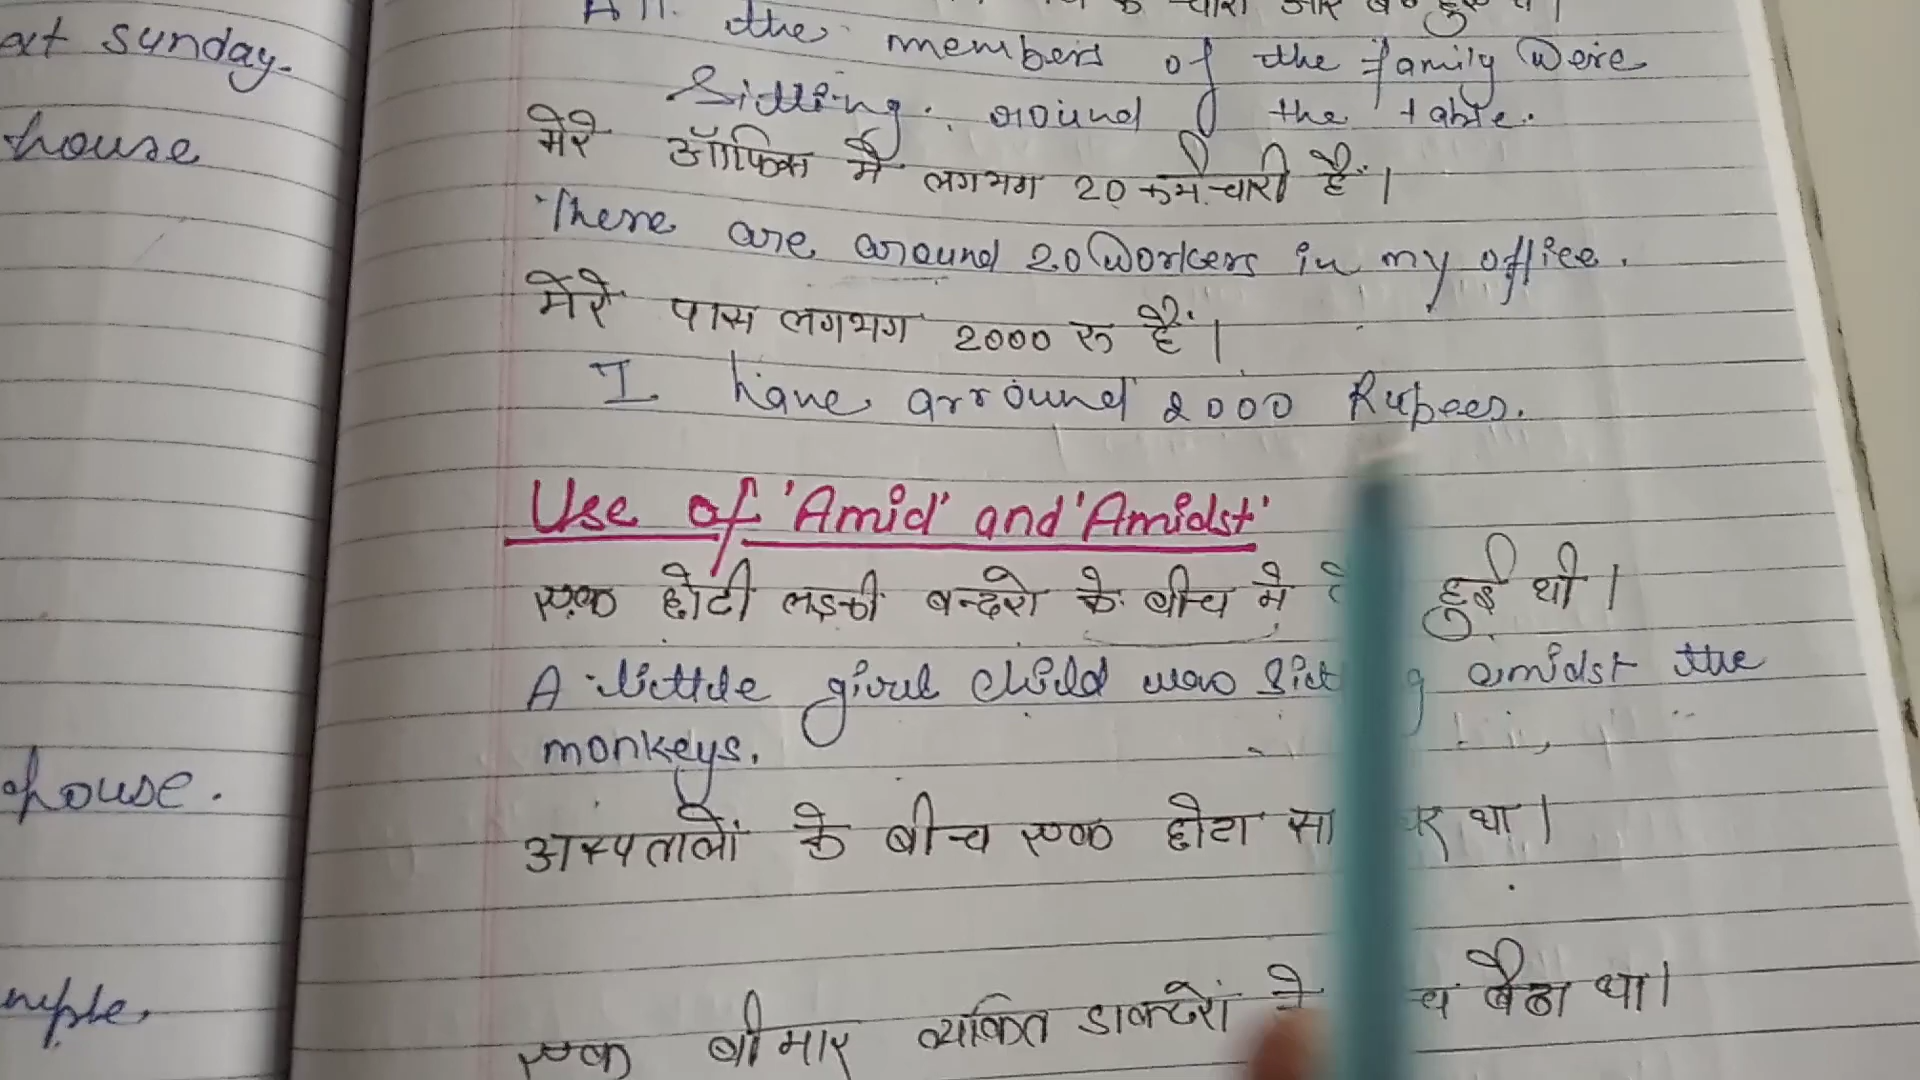 at sunday.
house
house.
All the members of the family were
Sitting around the table.
मेरे ऑफिस में लगभग 20 कर्मचारी हैं।
There are around 20 Workers in my office.
मेरे पास लगभग 2000 रु हैं।
I have arround 2000 Rupees.
Use of 'Amid' and 'Amidst'
एक छोटी लड़की बन्दरो के बीच मे हुई थी।
A little girl child was amidst the
monkeys.
अस्पतालों के बीच एक छोटा सा था।
एक बीमार व्यक्ति डाक्टरों बैठा था।